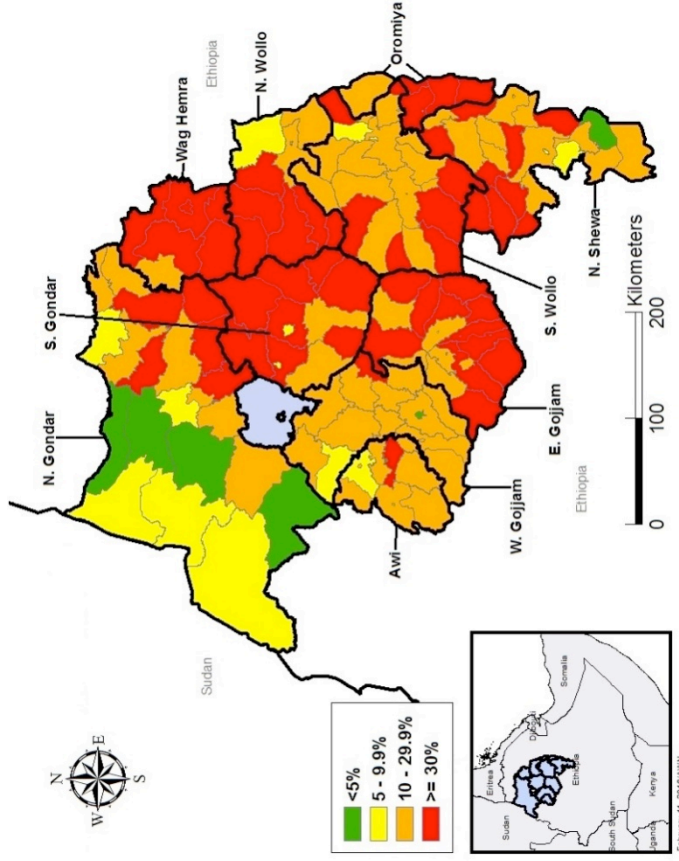 N
W E
S
Sudan
N. Gondar
S. Gondar
Wag Hemra
Ethiopia
N. Wollo
Oromiya
Awi
W. Gojjam
E. Gojjam
S. Wollo
N. Shewa
Ethiopia
<5%
5 - 9.9%
10 - 29.9%
>= 30%
0 100 200
Kilometers
Sudan
Eritrea
Ethiopia
Somalia
South Sudan
Uganda
Kenya